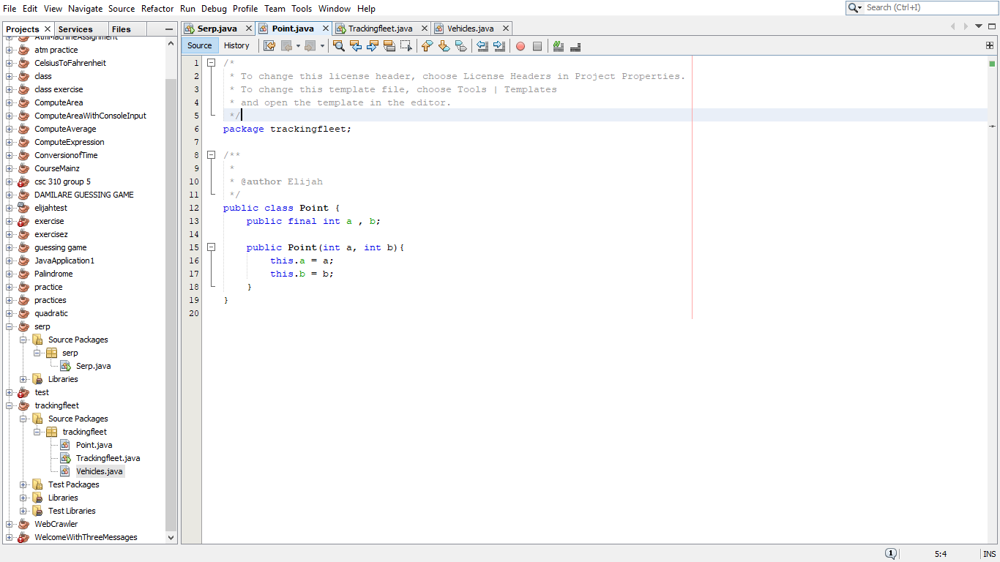 File Edit View Navigate Source Refactor Run Debug Profile Team Tools Window Help
Search (Ctrl+I)
Projects Services Files
AtmMachineAssignment
atm practice
CelsiusToFahrenheit
class
class exercise
ComputeArea
ComputeAreaWithConsoleInput
ComputeAverage
ComputeExpression
ConversionofTime
CourseMainz
csc 310 group 5
DAMILARE GUESSING GAME
elijahtest
exercise
exercisez
guessing game
JavaApplication1
Palindrome
practice
practices
quadratic
serp
Source Packages
serp
Serp.java
Libraries
test
trackingfleet
Source Packages
trackingfleet
Point.java
Trackingfleet.java
Vehicles.java
Test Packages
Libraries
Test Libraries
WebCrawler
WelcomeWithThreeMessages
Serp.java Point.java Trackingfleet.java Vehicles.java
Source History
1 /*
2 * To change this license header, choose License Headers in Project Properties.
3 * To change this template file, choose Tools | Templates
4 * and open the template in the editor.
5 */
6 package trackingfleet;
7
8 /**
9 *
10 * @author Elijah
11 */
12 public class Point {
13 public final int a , b;
14
15 public Point(int a, int b){
16 this.a = a;
17 this.b = b;
18 }
19 }
20
1 5:4 INS